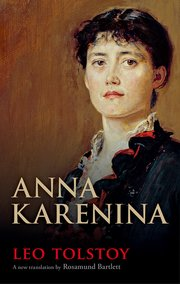 ANNA
KARENINA
LEO TOLSTOY
A new translation by Rosamund Bartlett